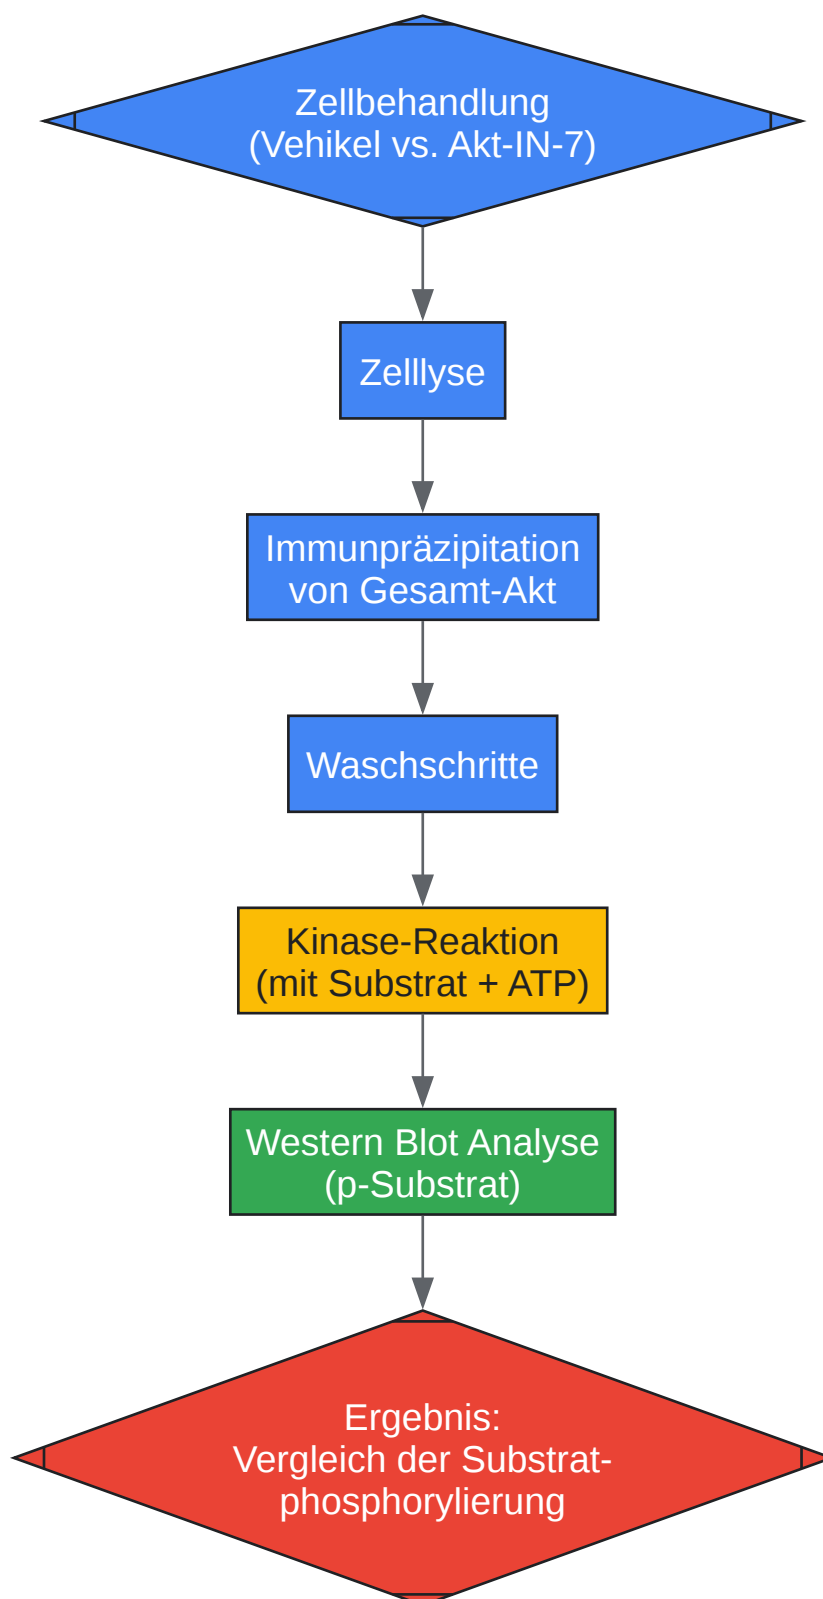 Zellbehandlung
(Vehikel vs. Akt-IN-7)
Zelllyse
Immunpräzipitation
von Gesamt-Akt
Waschschritte
Kinase-Reaktion
(mit Substrat + ATP)
Western Blot Analyse
(p-Substrat)
Ergebnis:
Vergleich der Substrat-
phosphorylierung